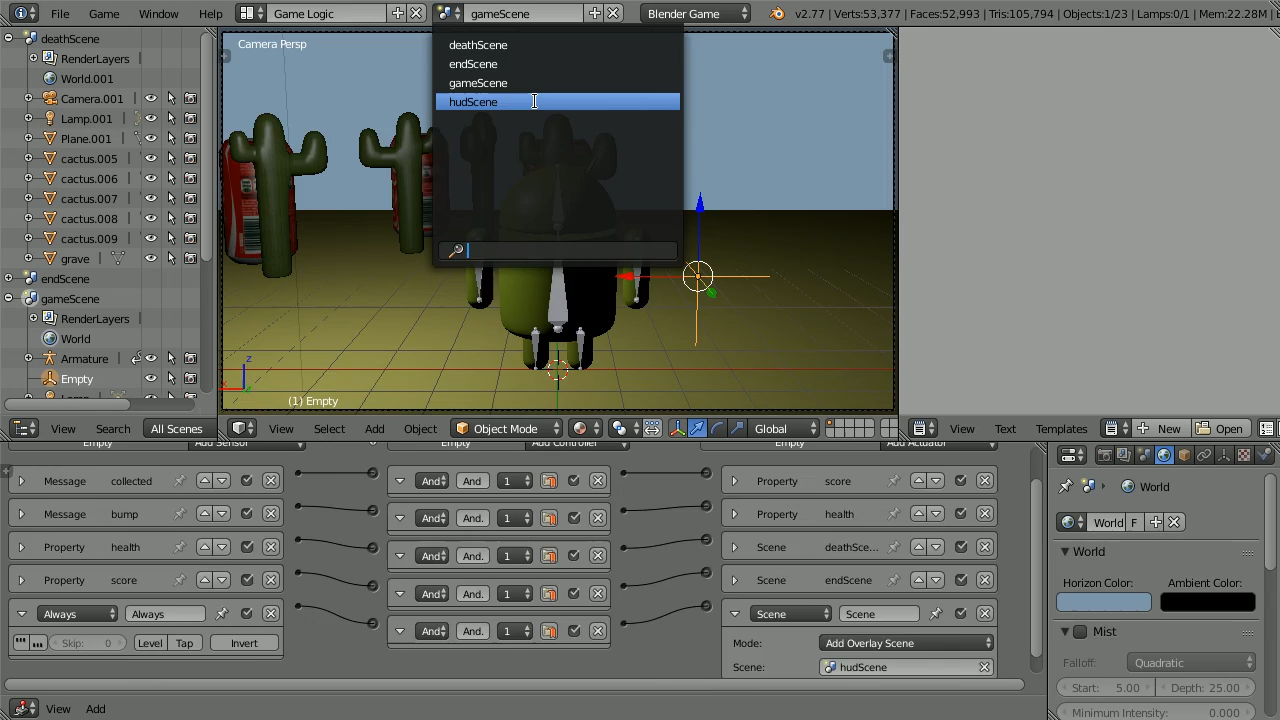 File Game Window Help Game Logic gameScene Blender Game v2.77 | Verts:53,377 | Faces:52,993 | Tris:105,794 | Objects:1/23 | Lamps:0/1 | Mem:22.28M |
deathScene
RenderLayers
World.001
Camera.001
Lamp.001
Plane.001
cactus.005
cactus.006
cactus.007
cactus.008
cactus.009
grave
endScene
gameScene
RenderLayers
World
Armature
Empty
Camera Persp
deathScene
endScene
gameScene
hudScene
z
(1) Empty
View Search All Scenes
View Select Add Object Object Mode Global
View Text Templates New Open
Empty Add Sensor Empty Add Controller Empty Add Actuator
Message collected And And 1 Property score
Message bump And And. 1 Property health
Property health And And. 1 Scene deathSce...
Property score And And. 1 Scene endScene
Always Always And And. 1 Scene Scene
Skip: 0 Level Tap Invert
Mode: Add Overlay Scene
Scene: hudScene
View Add
World
World F
World
Horizon Color: Ambient Color:
Mist
Falloff: Quadratic
Start: 5.00 Depth: 25.00
Minimum Intensity: 0.000